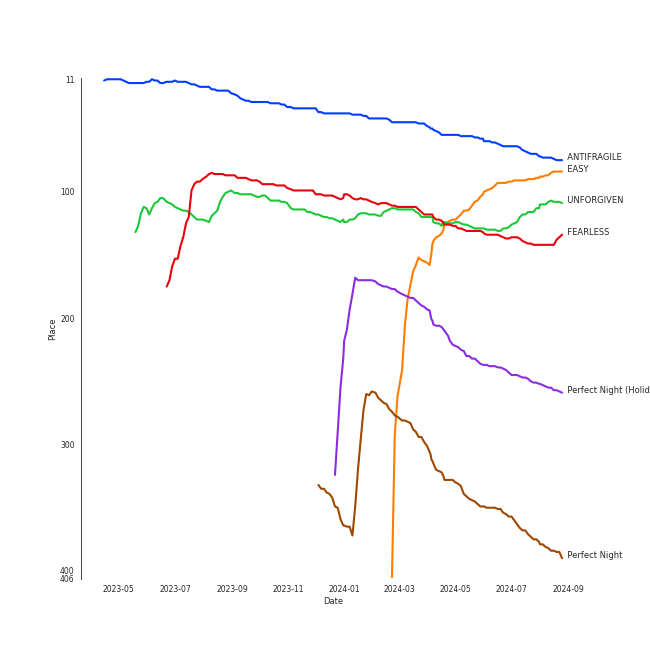 11
100
200
300
400
406
Place
2023-05
2023-07
2023-09
2023-11
2024-01
2024-03
2024-05
2024-07
2024-09
Date
ANTIFRAGILE
EASY
UNFORGIVEN
FEARLESS
Perfect Night (Holid
Perfect Night